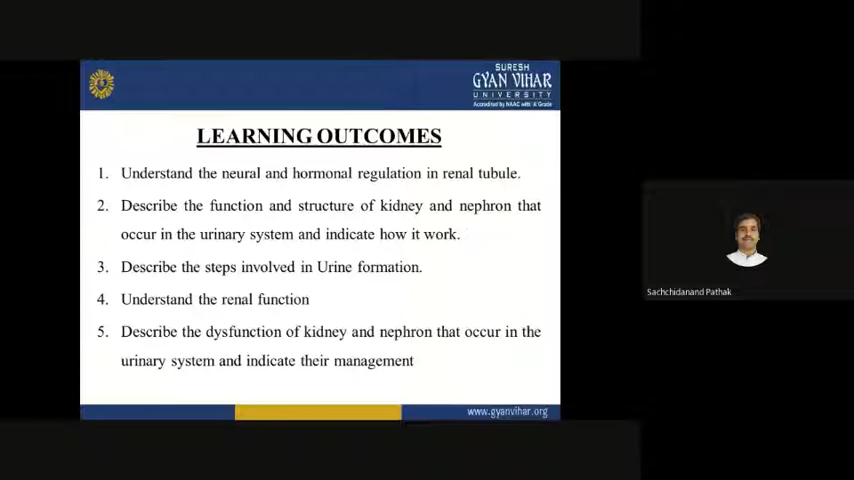 SURESH
GYAN VIHAR
UNIVERSITY
Accredited by NAAC with 'A' Grade
LEARNING OUTCOMES
1. Understand the neural and hormonal regulation in renal tubule.
2. Describe the function and structure of kidney and nephron that
occur in the urinary system and indicate how it work.
3. Describe the steps involved in Urine formation.
4. Understand the renal function
5. Describe the dysfunction of kidney and nephron that occur in the
urinary system and indicate their management
www.gyanvihar.org
Sachchidanand Pathak